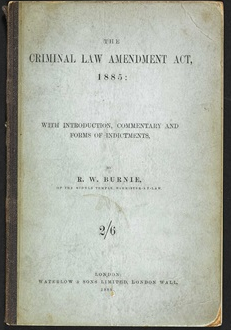 THE
CRIMINAL LAW AMENDMENT ACT,
1885:
WITH INTRODUCTION, COMMENTARY AND
FORMS OF INDICTMENTS,
BY
R. W. BURNIE,
OF THE MIDDLE TEMPLE, BARRISTER-AT-LAW.
2/6
LONDON:
WATERLOW & SONS LIMITED, LONDON WALL,